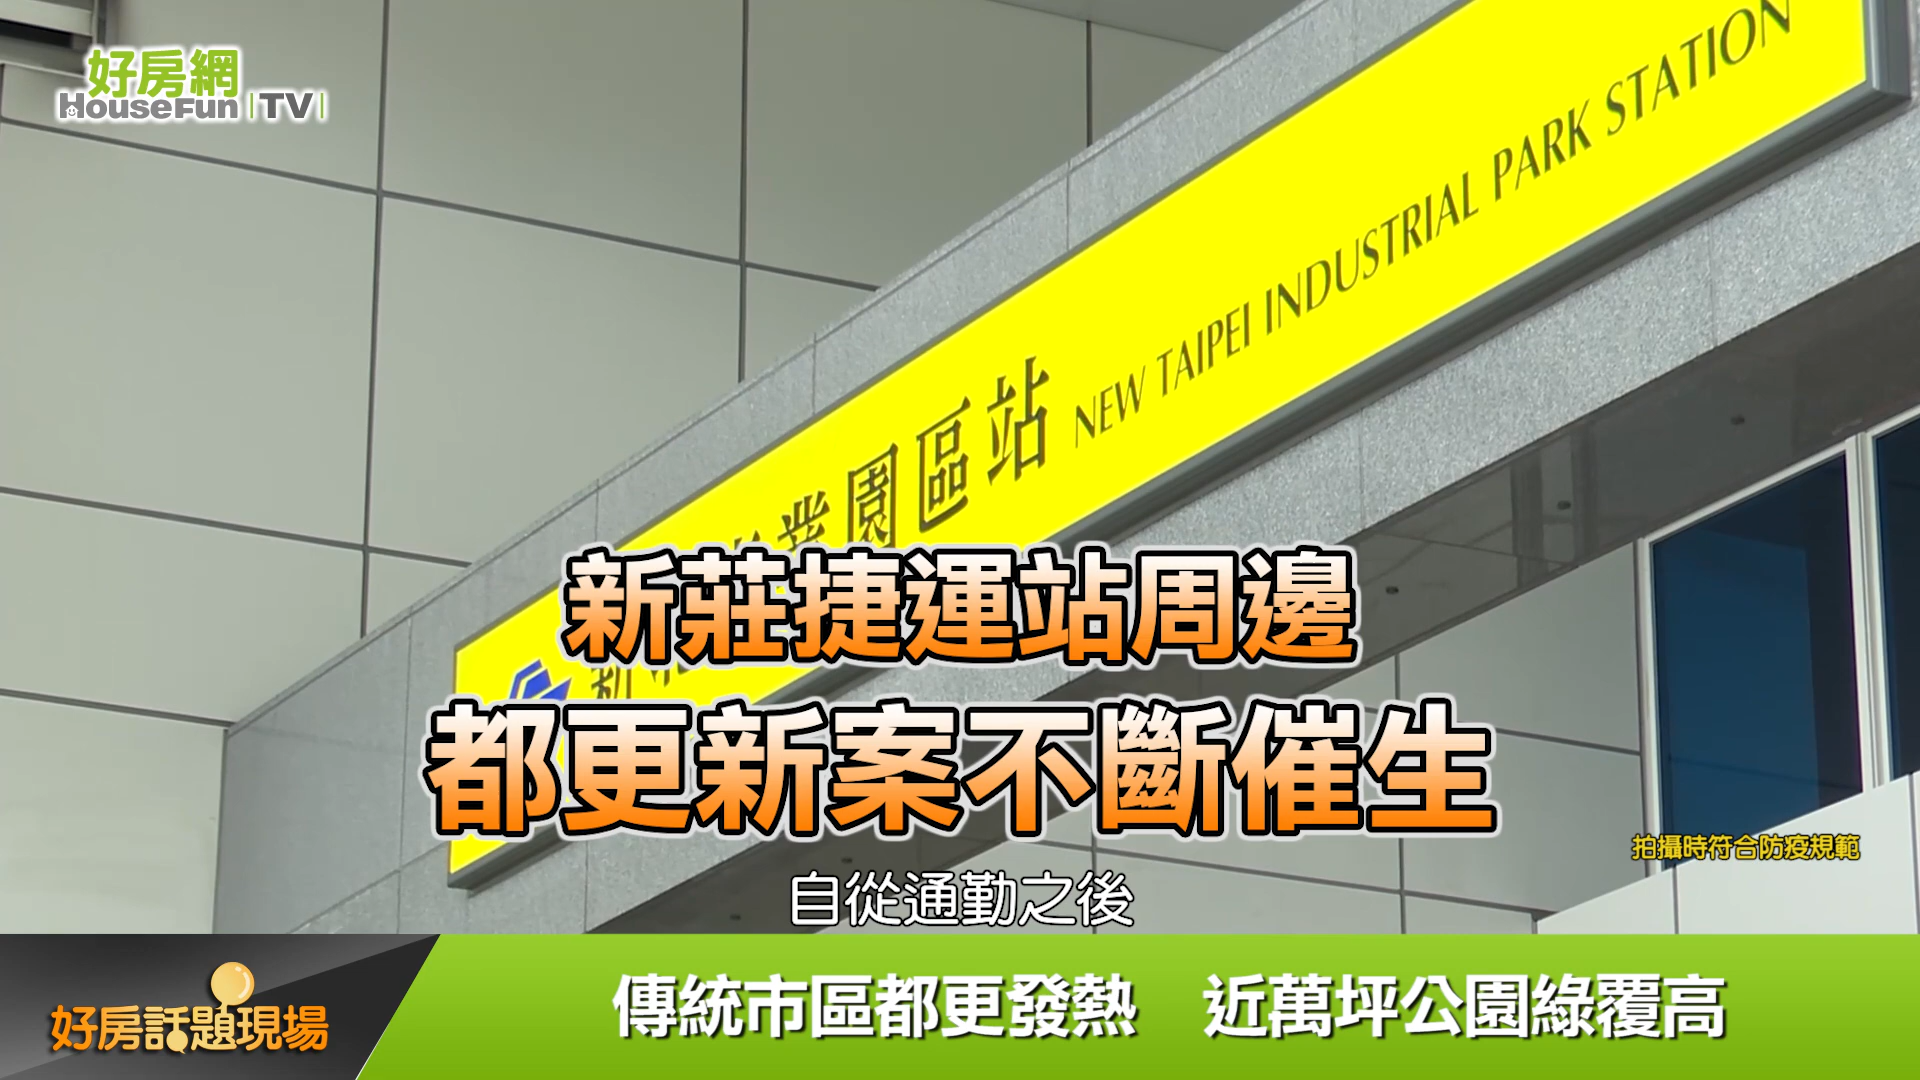 好房網
HouseFun TV
業園區站 NEW TAIPEI INDUSTRIAL PARK STATION
新莊捷運站周邊
都更新案不斷催生
拍攝時符合防疫規範
自從通勤之後
好房話題現場
傳統市區都更發熱 近萬坪公園綠覆高